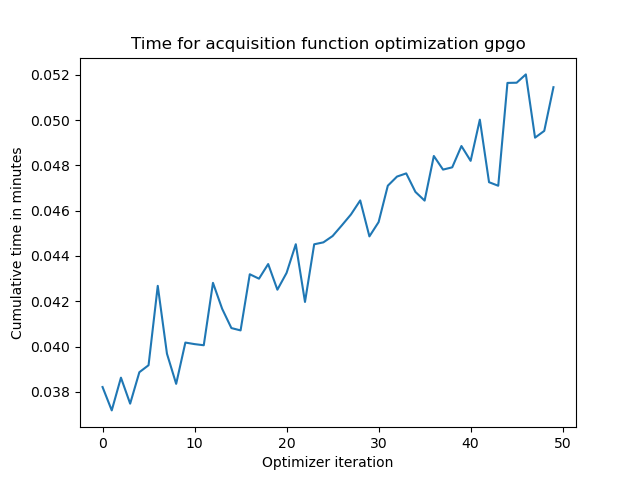 Time for acquisition function optimization gpgo
Cumulative time in minutes
0.052
0.050
0.048
0.046
0.044
0.042
0.040
0.038
0 10 20 30 40 50
Optimizer iteration